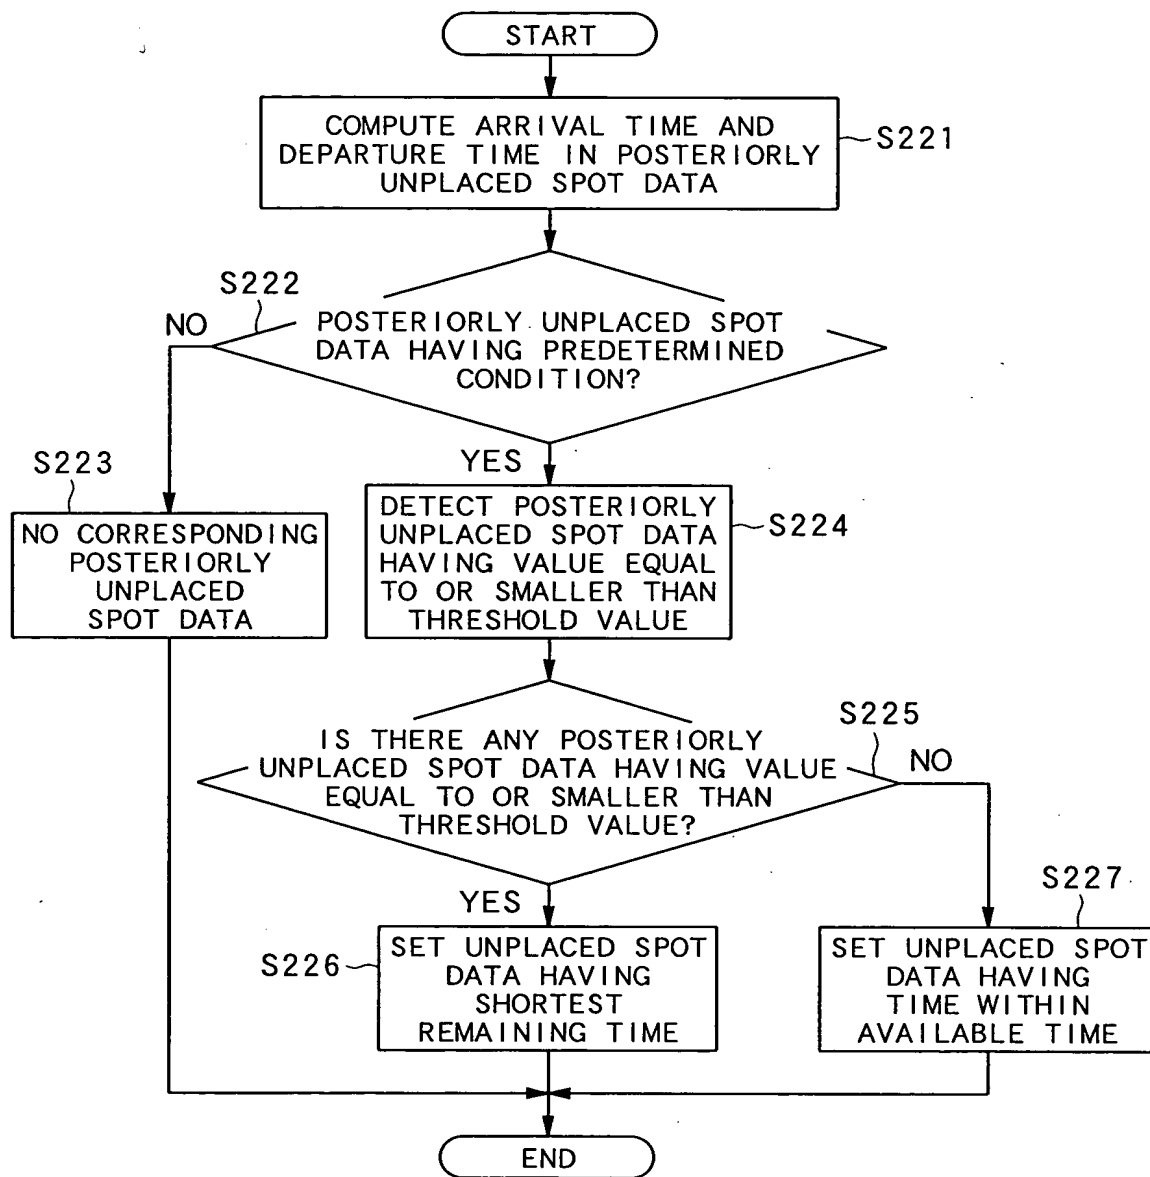 START
COMPUTE ARRIVAL TIME AND
DEPARTURE TIME IN POSTERIORLY
UNPLACED SPOT DATA
S221
S222
NO
POSTERIORLY UNPLACED SPOT
DATA HAVING PREDETERMINED
CONDITION?
YES
S223
NO CORRESPONDING
POSTERIORLY
UNPLACED
SPOT DATA
DETECT POSTERIORLY
UNPLACED SPOT DATA
HAVING VALUE EQUAL
TO OR SMALLER THAN
THRESHOLD VALUE
S224
S225
IS THERE ANY POSTERIORLY
UNPLACED SPOT DATA HAVING VALUE
EQUAL TO OR SMALLER THAN
THRESHOLD VALUE?
NO
YES
S226
SET UNPLACED SPOT
DATA HAVING
SHORTEST
REMAINING TIME
S227
SET UNPLACED SPOT
DATA HAVING
TIME WITHIN
AVAILABLE TIME
END